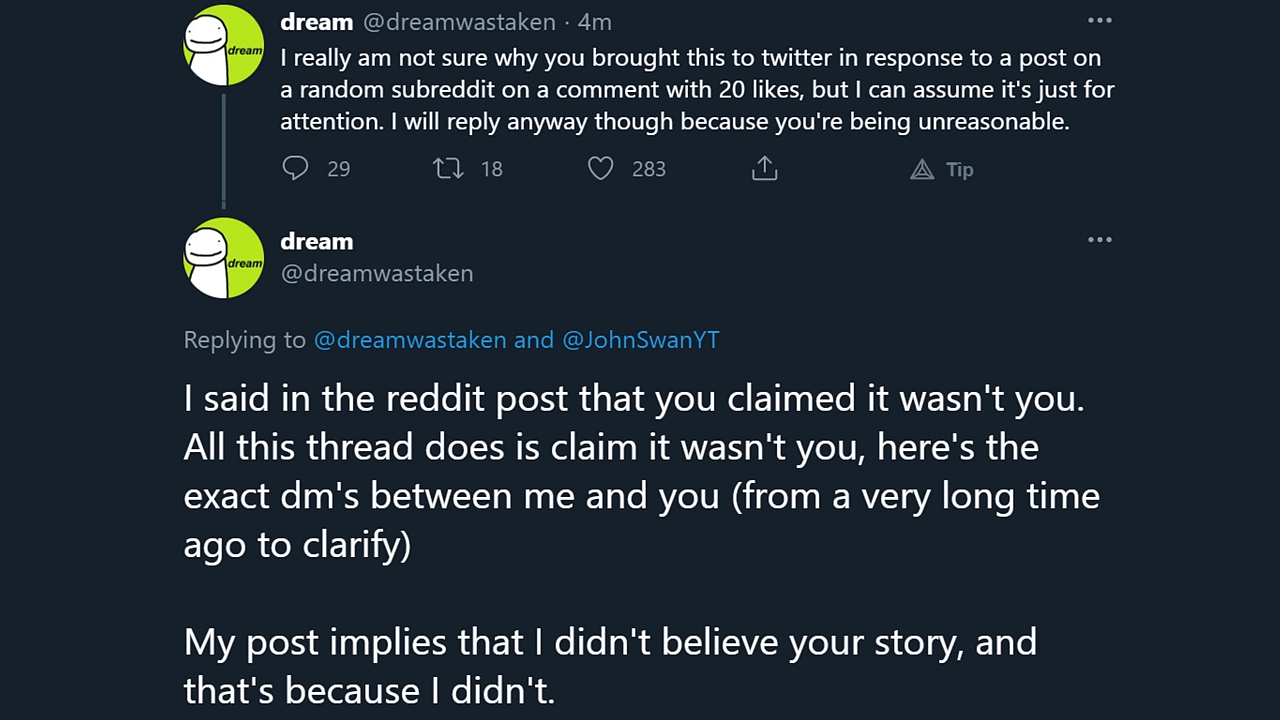 dream @dreamwastaken · 4m
I really am not sure why you brought this to twitter in response to a post on
a random subreddit on a comment with 20 likes, but I can assume it's just for
attention. I will reply anyway though because you're being unreasonable.
29 18 283 Tip
dream
dream
@dreamwastaken
dream
Replying to @dreamwastaken and @JohnSwanYT
I said in the reddit post that you claimed it wasn't you.
All this thread does is claim it wasn't you, here's the
exact dm's between me and you (from a very long time
ago to clarify)
My post implies that I didn't believe your story, and
that's because I didn't.